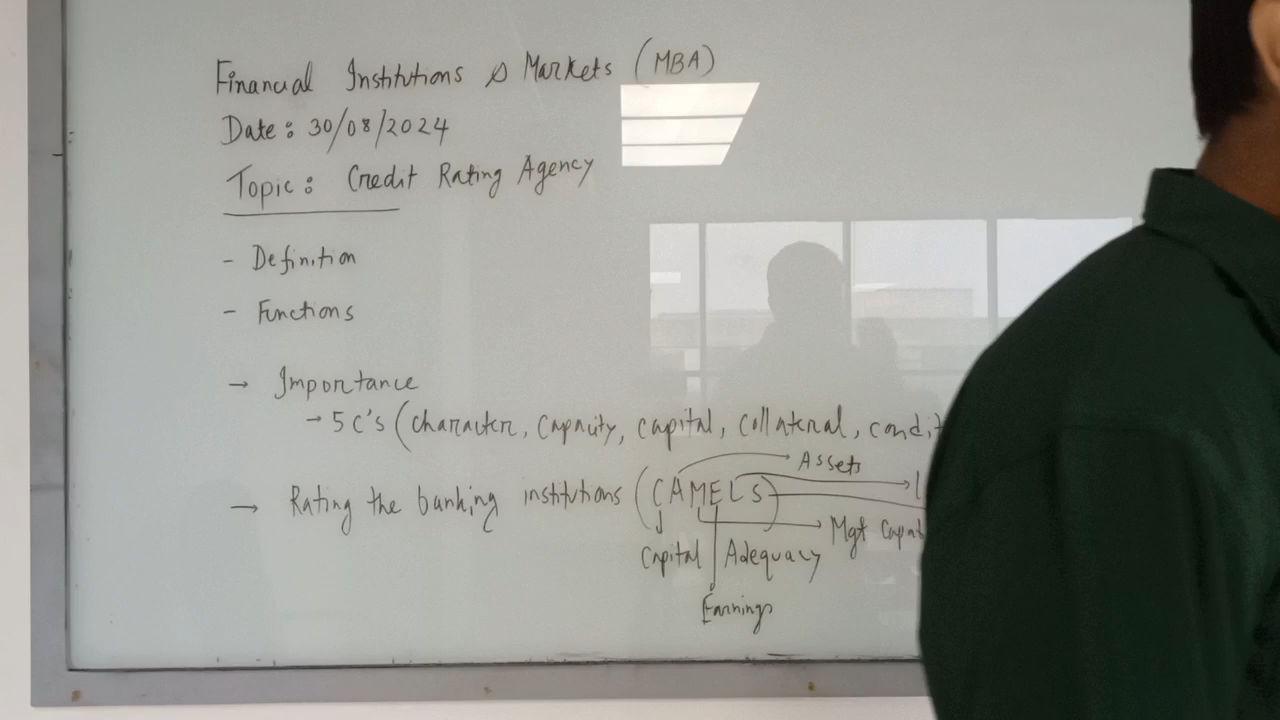 Financial Institutions & Markets (MBA)
Date: 30/08/2024
Topic: Credit Rating Agency
- Definition
- Functions
→ Importance
→ 5 C's (character, Capacity, capital, Collateral, condit
→ Assets
→ Rating the banking institutions (CAMELS)
→ Mgt Capab
Capital Adequacy
Earnings